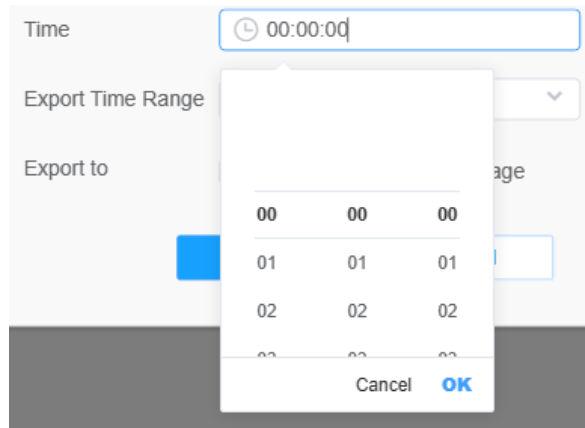 Time
00:00:00
Export Time Range
Export to
age
00 00 00
01 01 01
02 02 02
Cancel OK